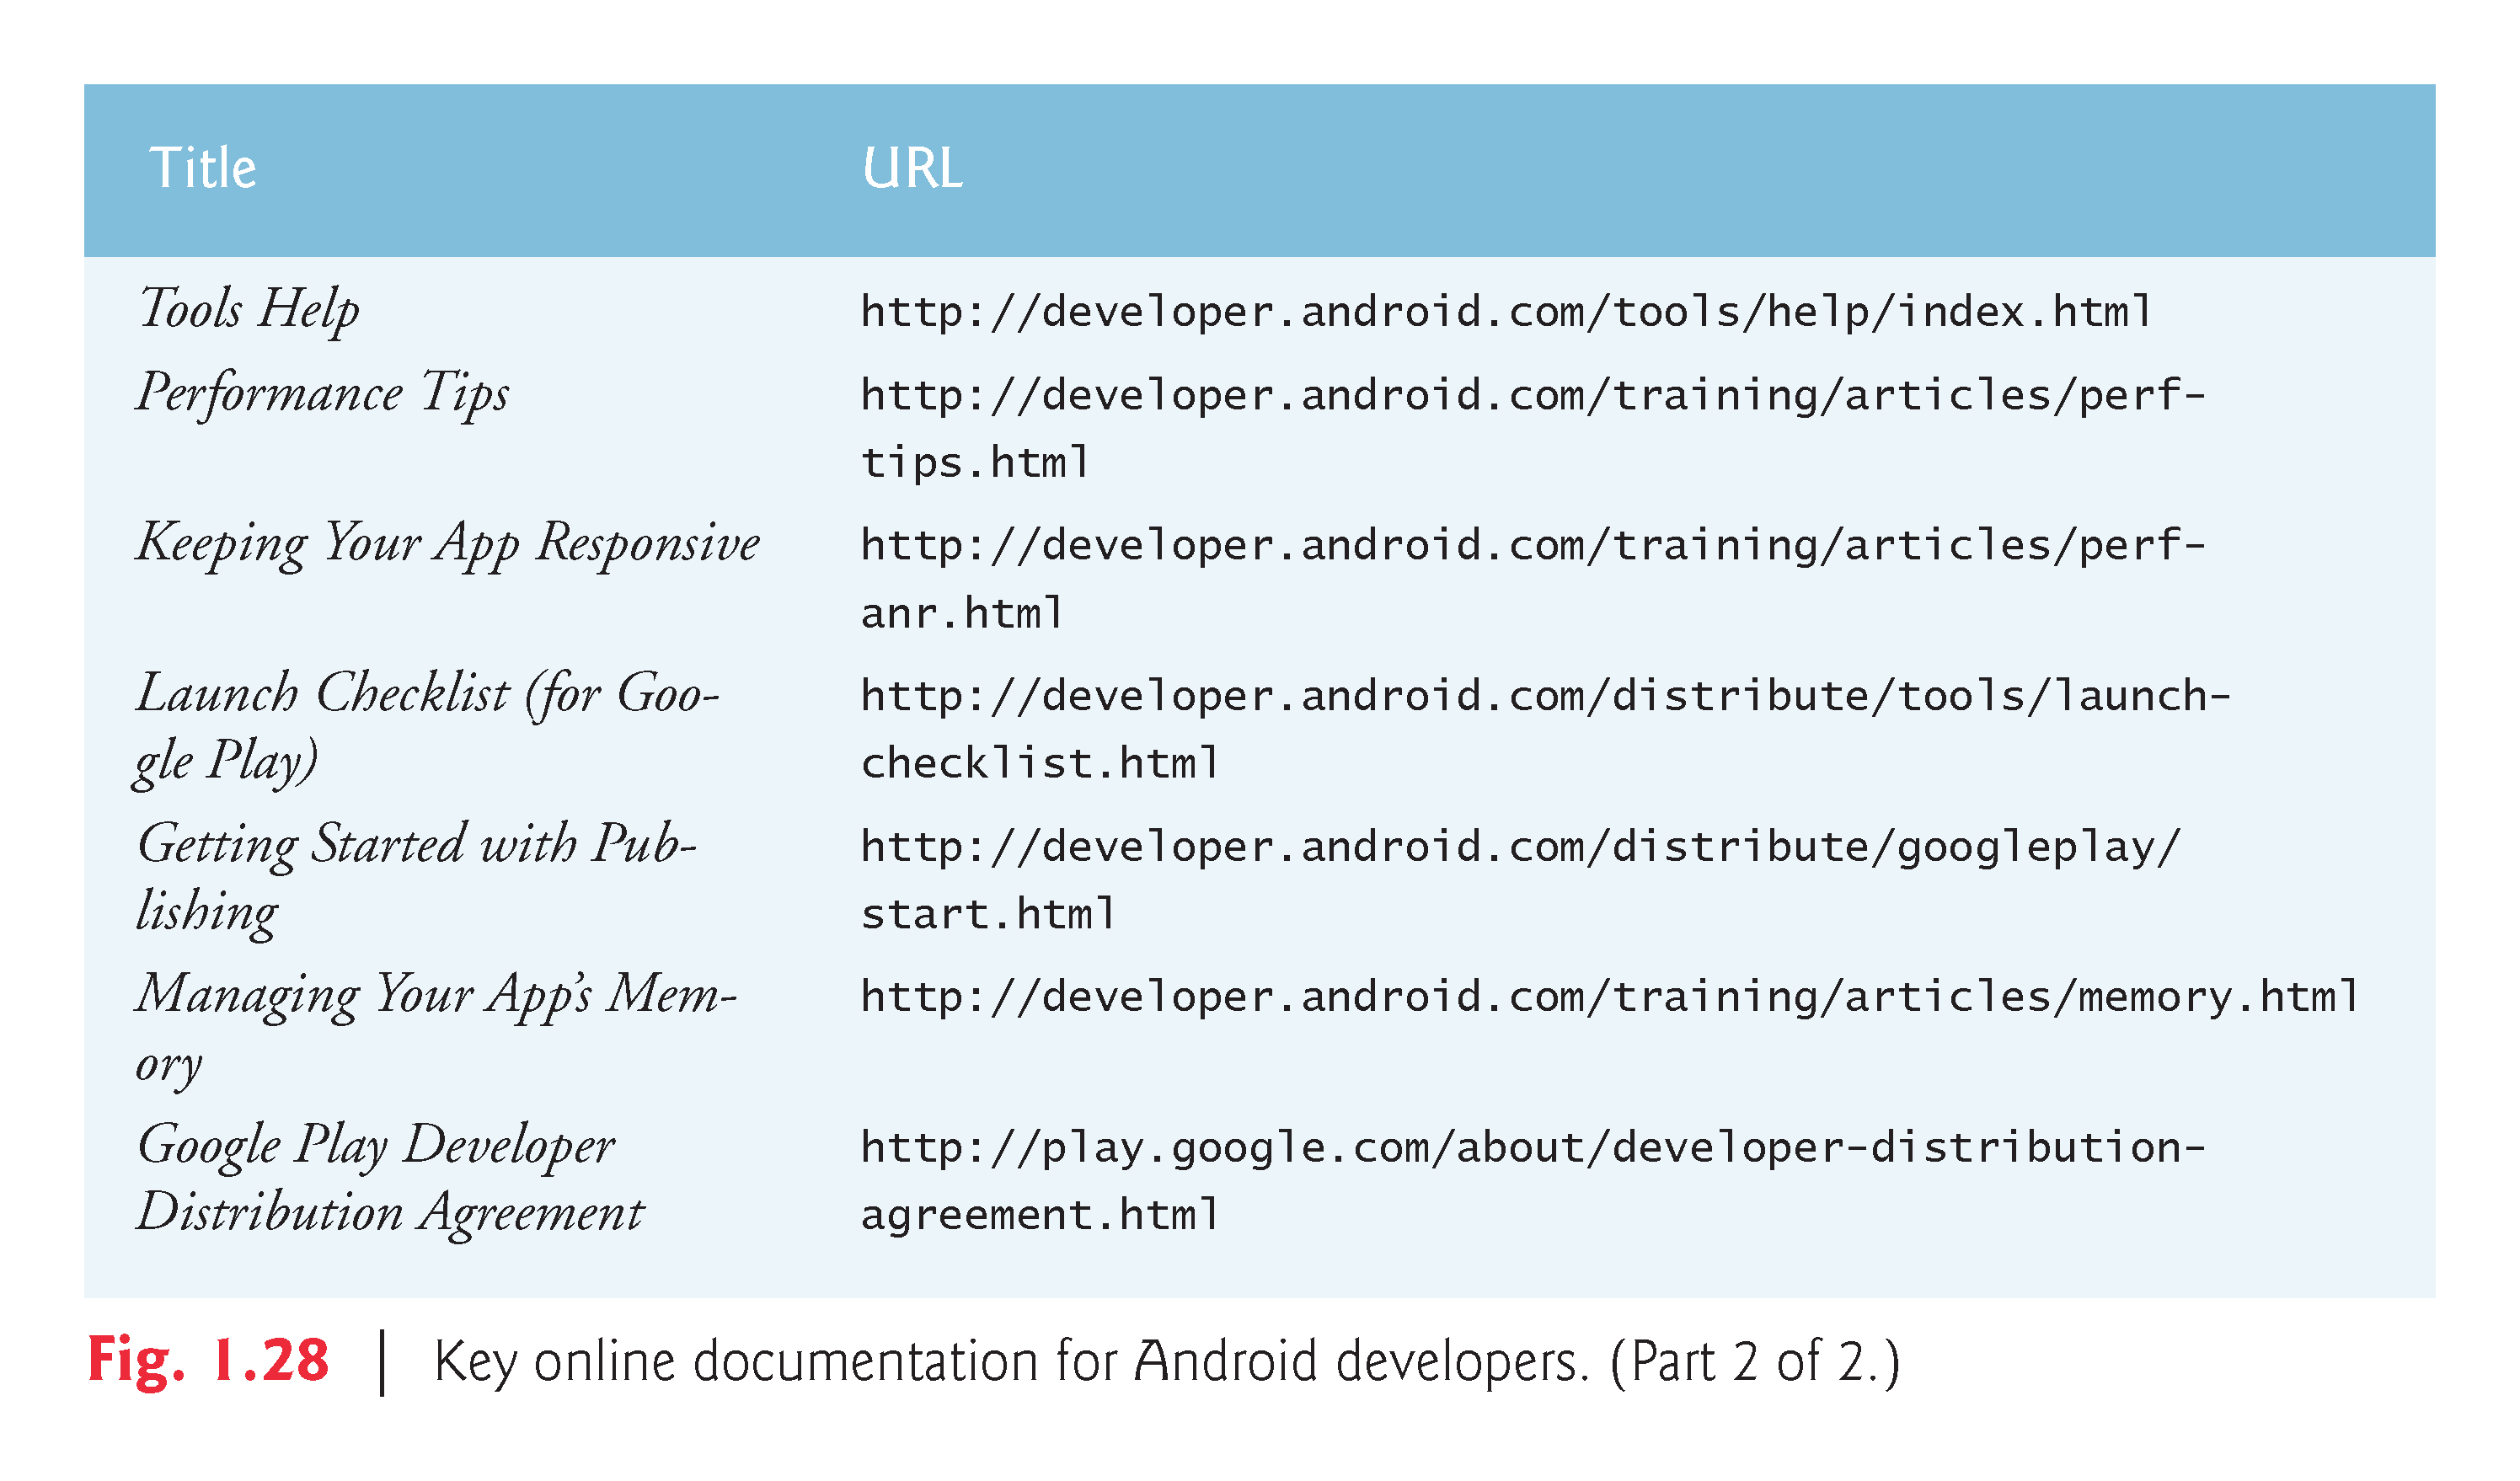 Title URL
Tools Help http://developer.android.com/tools/help/index.html
Performance Tips http://developer.android.com/training/articles/perf-
tips.html
Keeping Your App Responsive http://developer.android.com/training/articles/perf-
anr.html
Launch Checklist (for Goo- http://developer.android.com/distribute/tools/launch-
gle Play) checklist.html
Getting Started with Pub- http://developer.android.com/distribute/googleplay/
lishing start.html
Managing Your App’s Mem- http://developer.android.com/training/articles/memory.html
ory
Google Play Developer http://play.google.com/about/developer-distribution-
Distribution Agreement agreement.html
Fig. 1.28 | Key online documentation for Android developers. (Part 2 of 2.)